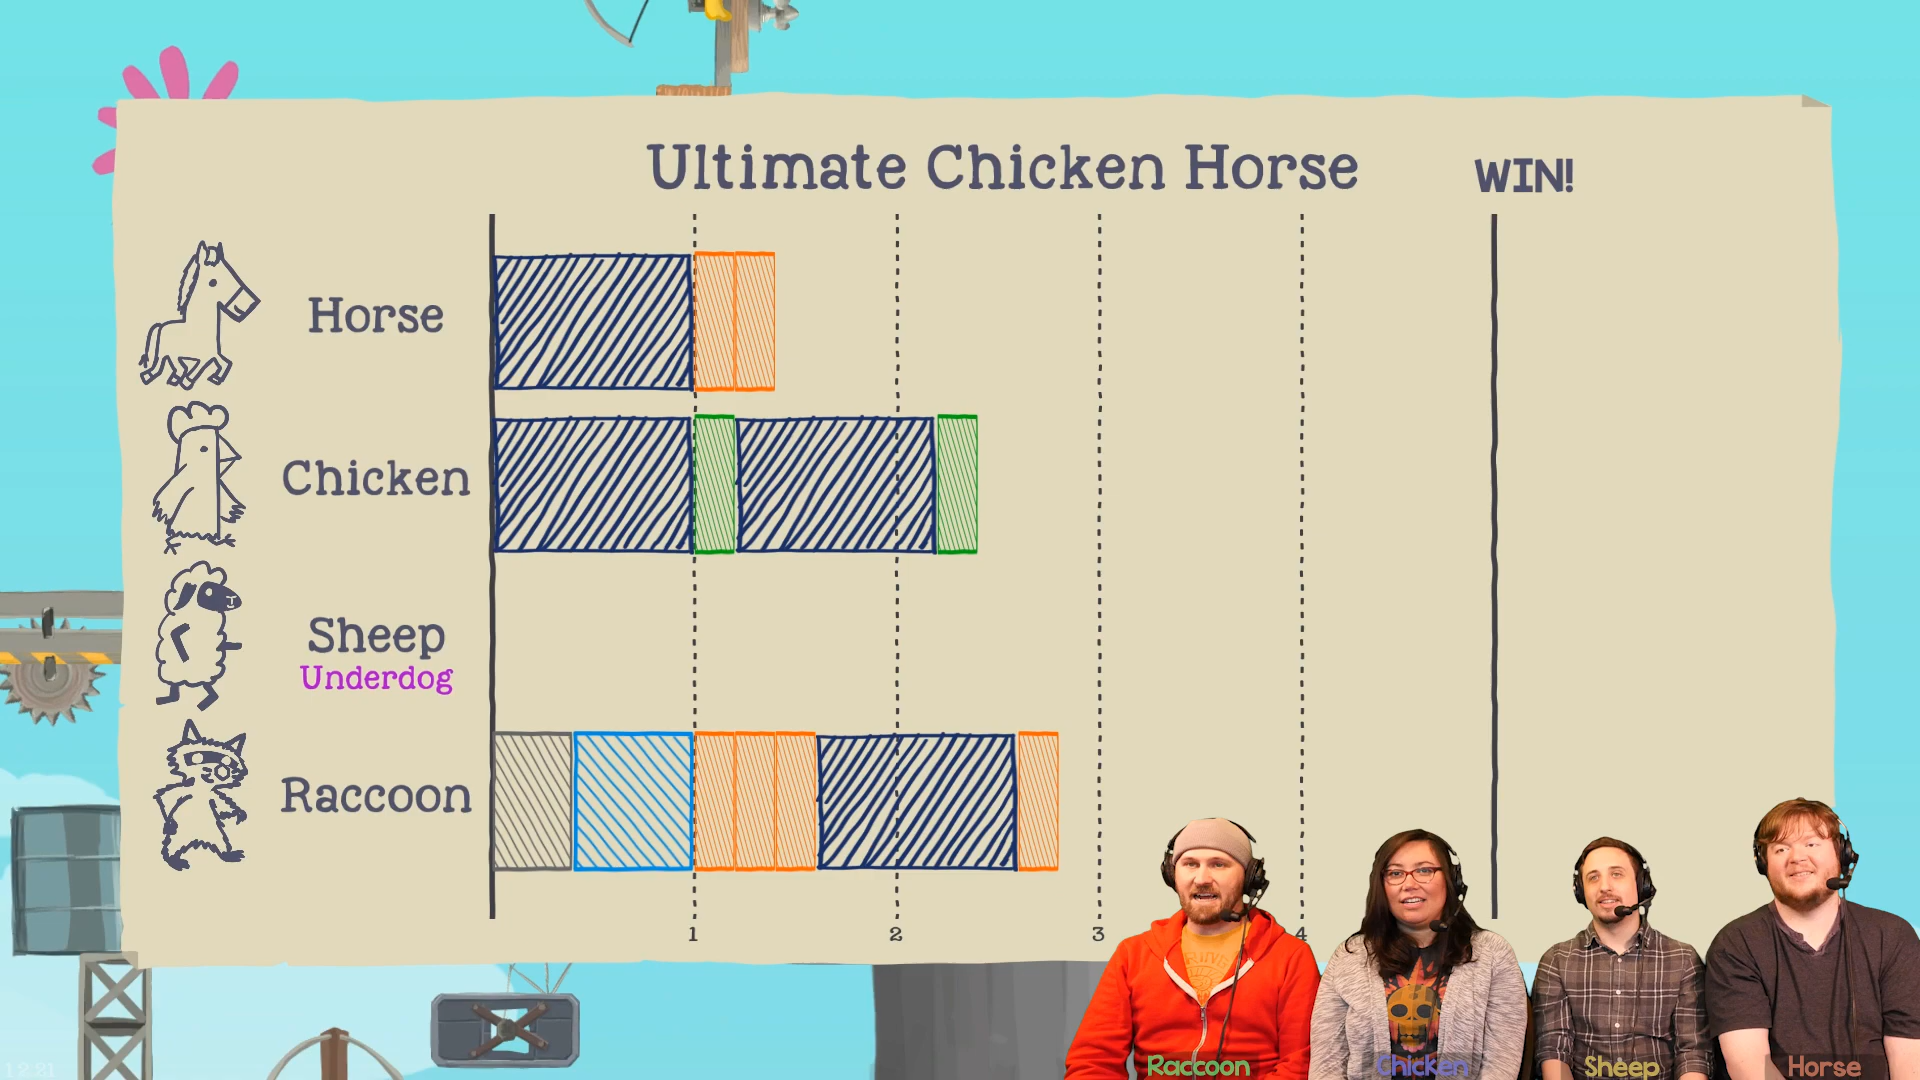 Ultimate Chicken Horse
WIN!
Horse
Chicken
Sheep
Underdog
Raccoon
1 2 3 4
Raccoon Chicken Sheep Horse